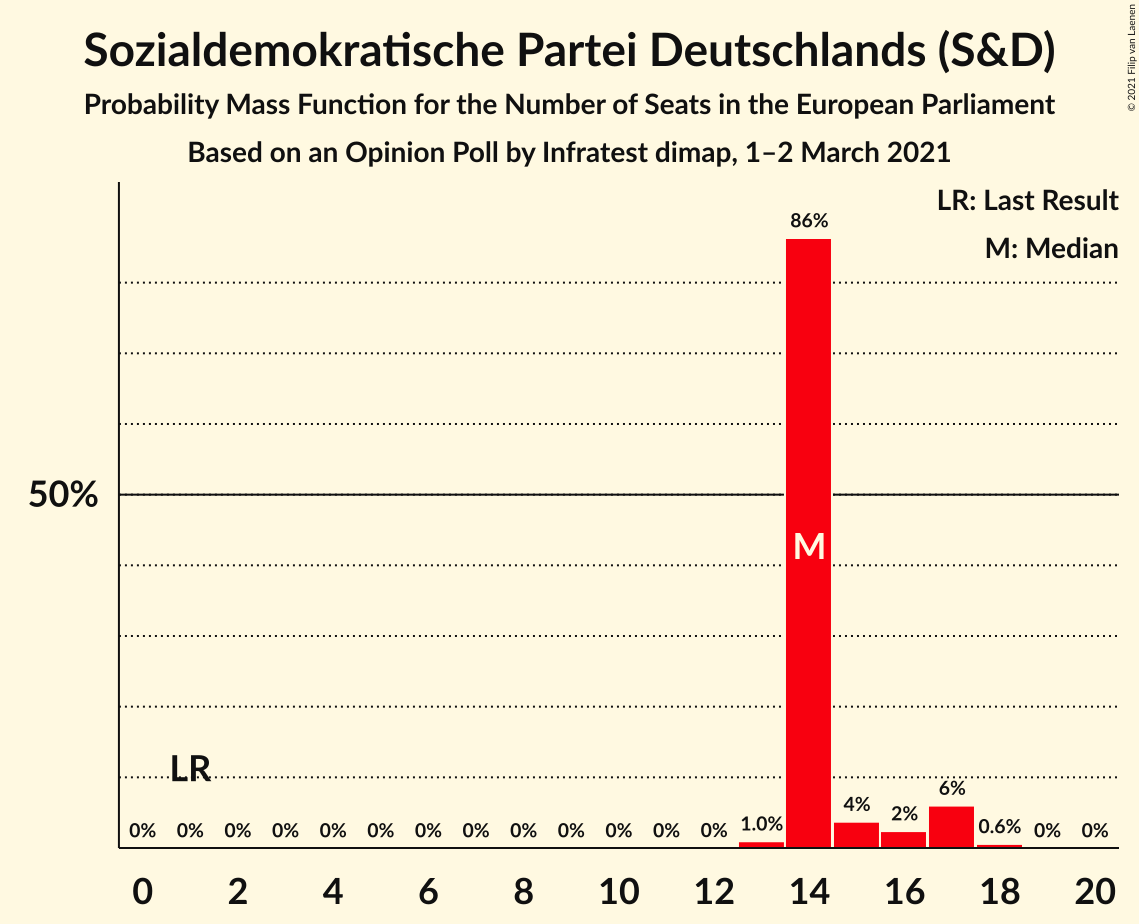 Sozialdemokratische Partei Deutschlands (S&D)
Probability Mass Function for the Number of Seats in the European Parliament
Based on an Opinion Poll by Infratest dimap, 1–2 March 2021
© 2021 Filip van Laenen
LR: Last Result
M: Median
86%
50%
M
LR
0% 0% 0% 0% 0% 0% 0% 0% 0% 0% 0% 0% 0% 1.0% 4% 2% 6% 0.6% 0% 0%
0 2 4 6 8 10 12 14 16 18 20